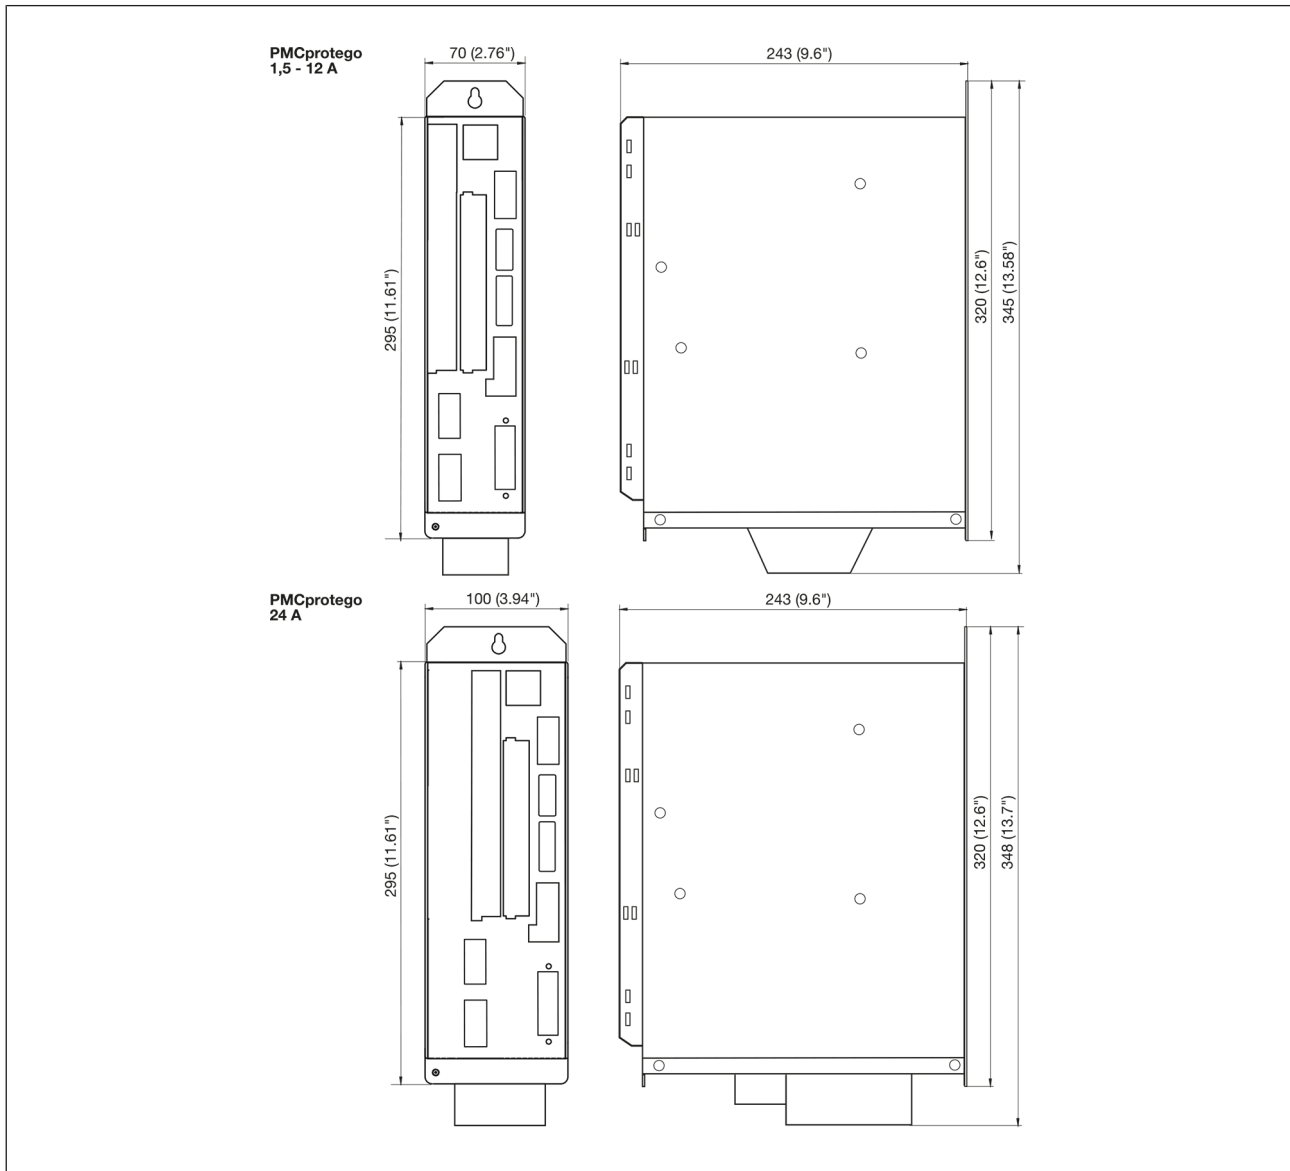 PMCprotego
1,5 - 12 A
70 (2.76")
243 (9.6")
295 (11.61")
320 (12.6")
345 (13.58")
PMCprotego
24 A
100 (3.94")
243 (9.6")
295 (11.61")
320 (12.6")
348 (13.7")